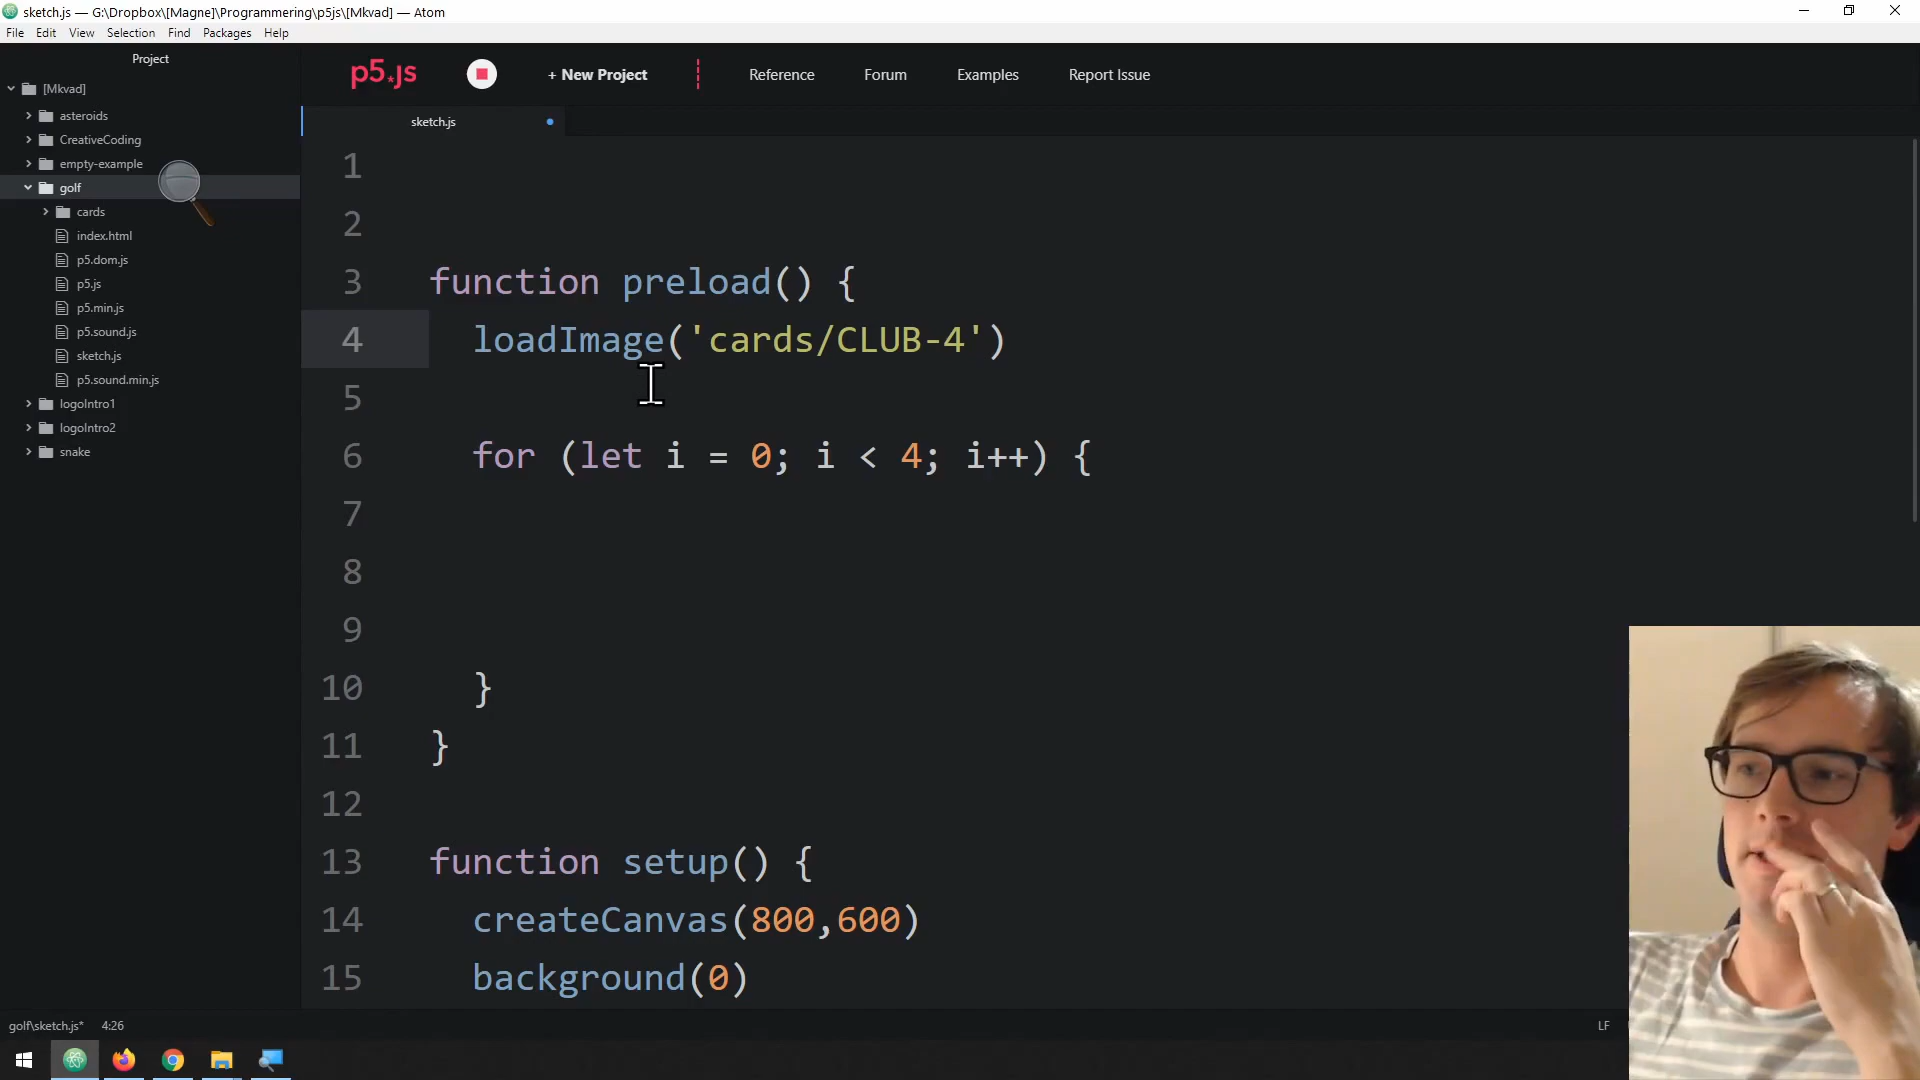 sketch.js — G:\Dropbox\[Magne]\Programmering\p5js\[Mkvad] — Atom
File Edit View Selection Find Packages Help
Project
[Mkvad]
asteroids
CreativeCoding
empty-example
golf
cards
index.html
p5.dom.js
p5.js
p5.min.js
p5.sound.js
sketch.js
p5.sound.min.js
logoIntro1
logoIntro2
snake
p5*js + New Project Reference Forum Examples Report Issue
sketch.js
1
2
3 function preload() {
4 loadImage('cards/CLUB-4')
5
6 for (let i = 0; i < 4; i++) {
7
8
9
10 }
11 }
12
13 function setup() {
14 createCanvas(800,600)
15 background(0)
golf\sketch.js* 4:26 LF